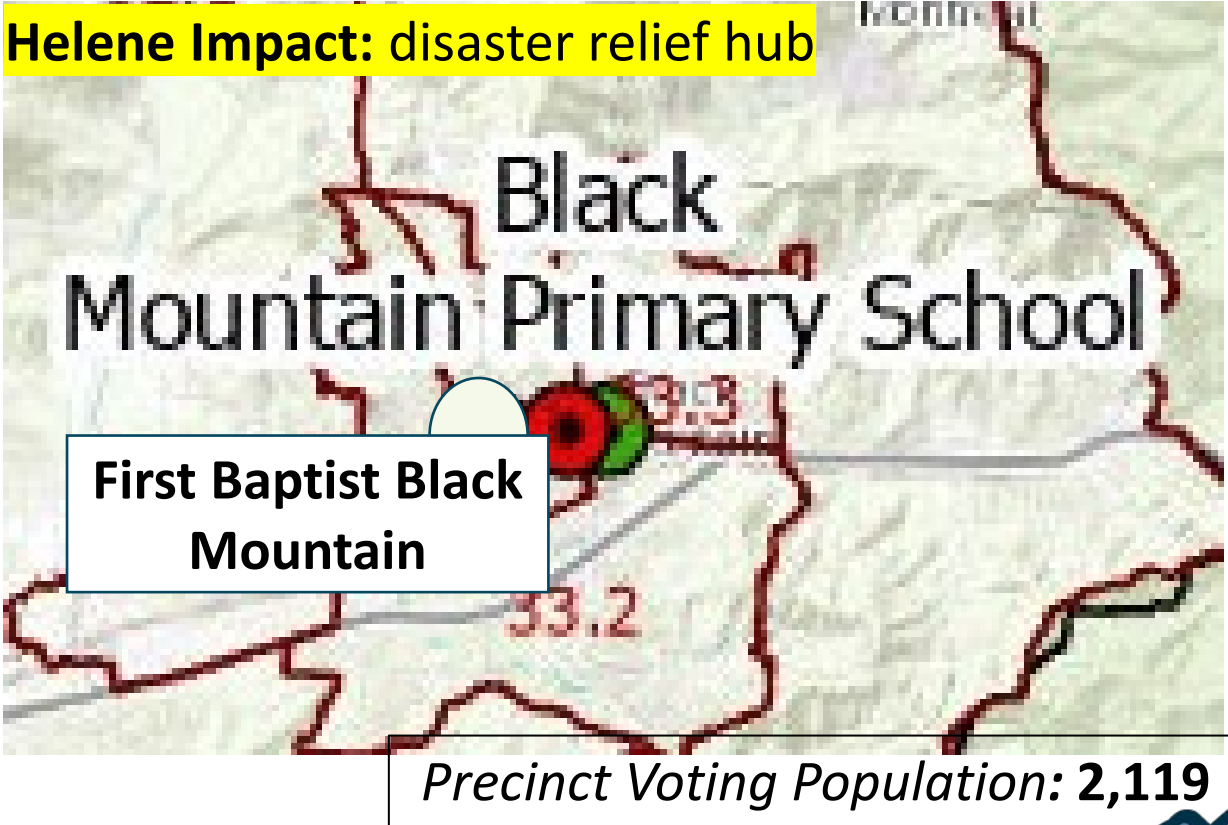 Helene Impact: disaster relief hub
Black
Mountain Primary School
First Baptist Black
Mountain
33.2
Precinct Voting Population: 2,119